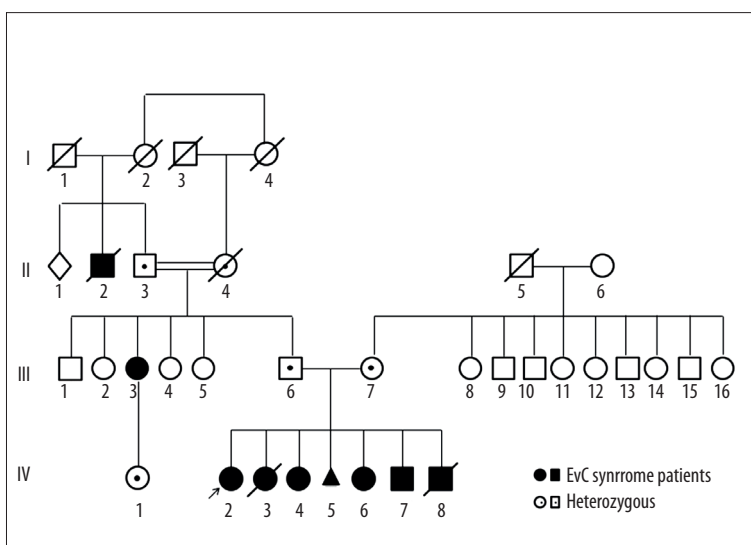 I
1 2 3 4
II
1 2 3 4 5 6
III
1 2 3 4 5 6 7 8 9 10 11 12 13 14 15 16
IV
1 2 3 4 5 6 7 8
EvC synrrome patients
Heterozygous